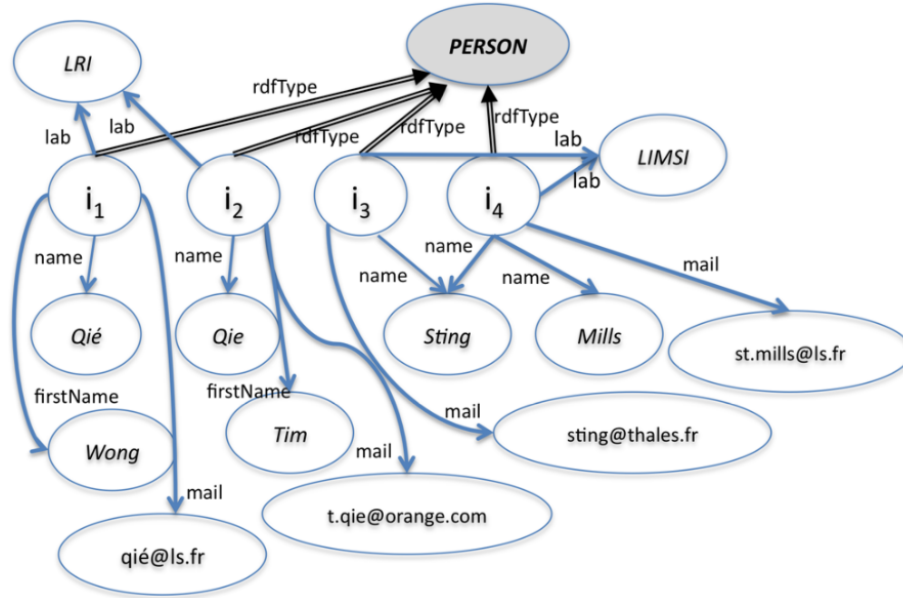 PERSON
LRI
rdfType
lab
lab
rdfType
rdfType
rdfType
lab
LIMSI
lab
i1
i2
i3
i4
name
name
name
name
name
mail
Qié
Qie
Sting
Mills
st.mills@ls.fr
firstName
firstName
mail
Wong
Tim
sting@thales.fr
mail
mail
t.qie@orange.com
qié@ls.fr